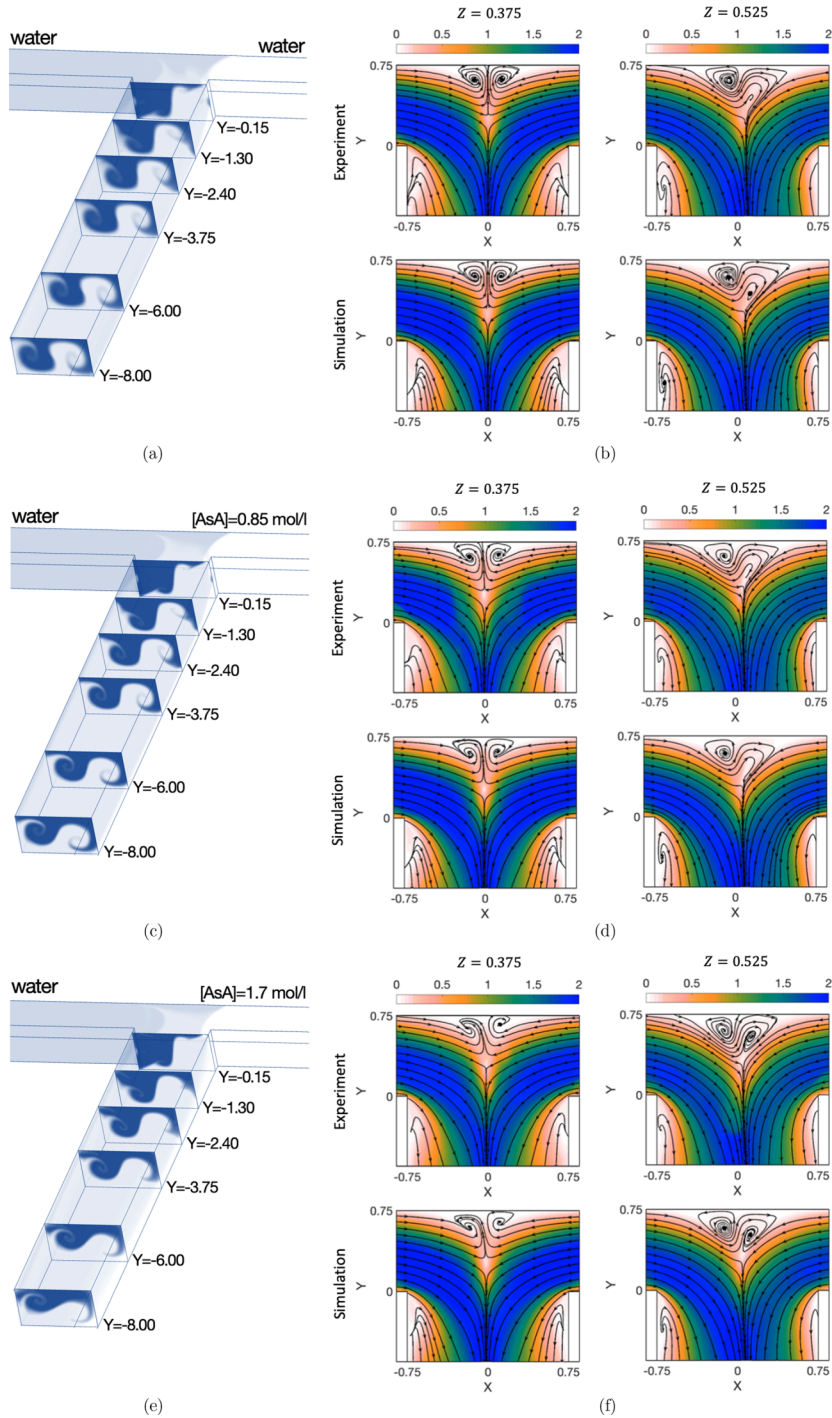 water
water
Y=-0.15
Y=-1.30
Y=-2.40
Y=-3.75
Y=-6.00
Y=-8.00
(a)
Z = 0.375
Z = 0.525
0 0.5 1 1.5 2
0 0.5 1 1.5 2
Experiment
0.75
Y
0
-0.75 0 0.75
X
0.75
Y
0
-0.75 0 0.75
X
Simulation
0.75
Y
0
-0.75 0 0.75
X
0.75
Y
0
-0.75 0 0.75
X
(b)
water
[AsA]=0.85 mol/l
Y=-0.15
Y=-1.30
Y=-2.40
Y=-3.75
Y=-6.00
Y=-8.00
(c)
Z = 0.375
Z = 0.525
0 0.5 1 1.5 2
0 0.5 1 1.5 2
Experiment
0.75
Y
0
-0.75 0 0.75
X
0.75
Y
0
-0.75 0 0.75
X
Simulation
0.75
Y
0
-0.75 0 0.75
X
0.75
Y
0
-0.75 0 0.75
X
(d)
water
[AsA]=1.7 mol/l
Y=-0.15
Y=-1.30
Y=-2.40
Y=-3.75
Y=-6.00
Y=-8.00
(e)
Z = 0.375
Z = 0.525
0 0.5 1 1.5 2
0 0.5 1 1.5 2
Experiment
0.75
Y
0
-0.75 0 0.75
X
0.75
Y
0
-0.75 0 0.75
X
Simulation
0.75
Y
0
-0.75 0 0.75
X
0.75
Y
0
-0.75 0 0.75
X
(f)